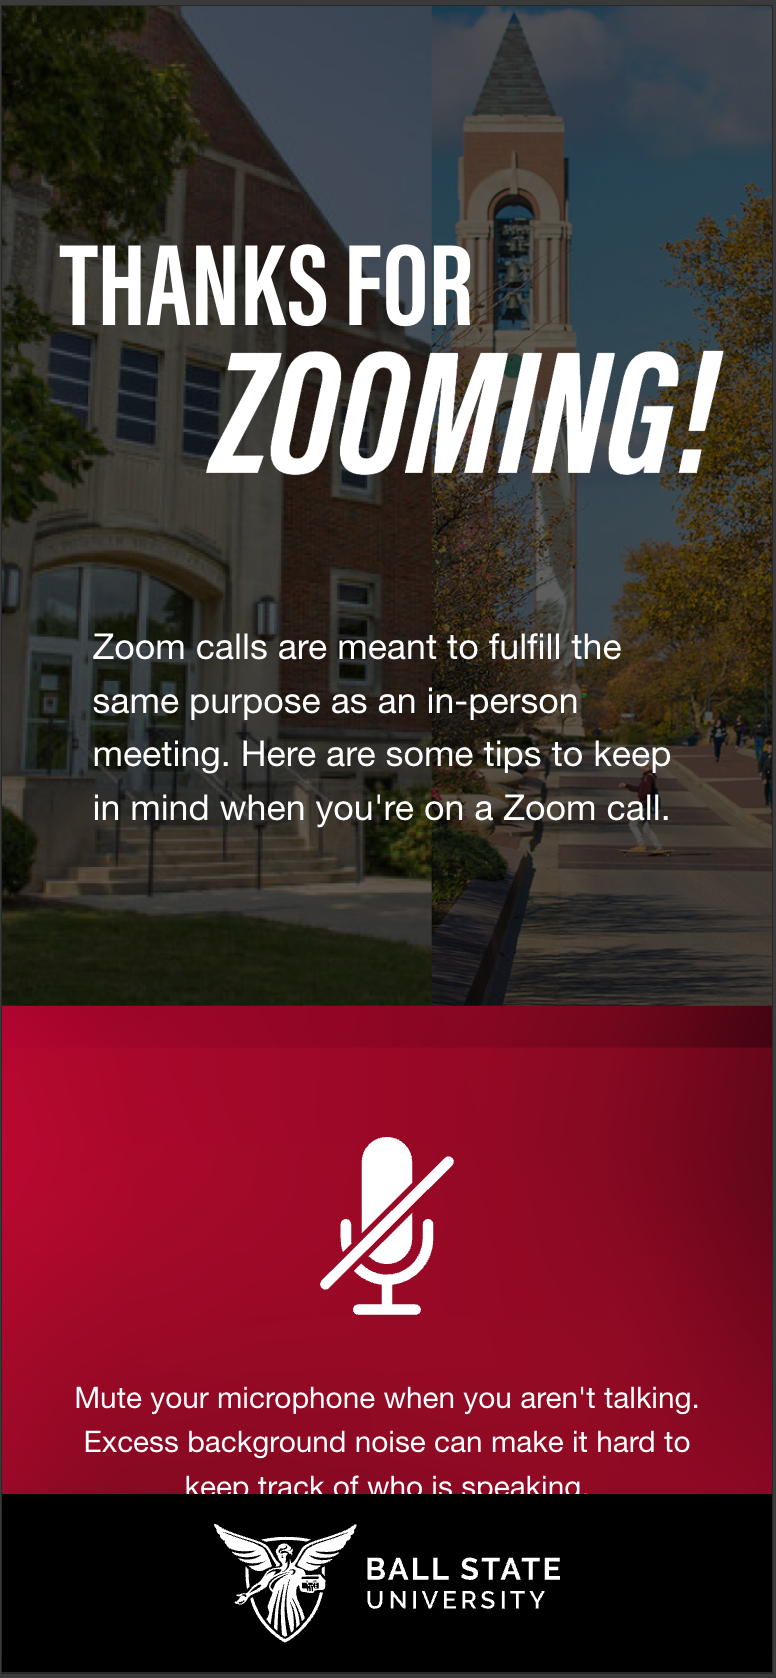 THANKS FOR
ZOOMING!
Zoom calls are meant to fulfill the
same purpose as an in-person
meeting. Here are some tips to keep
in mind when you're on a Zoom call.
Mute your microphone when you aren't talking.
Excess background noise can make it hard to
keep track of who is speaking.
BALL STATE
UNIVERSITY